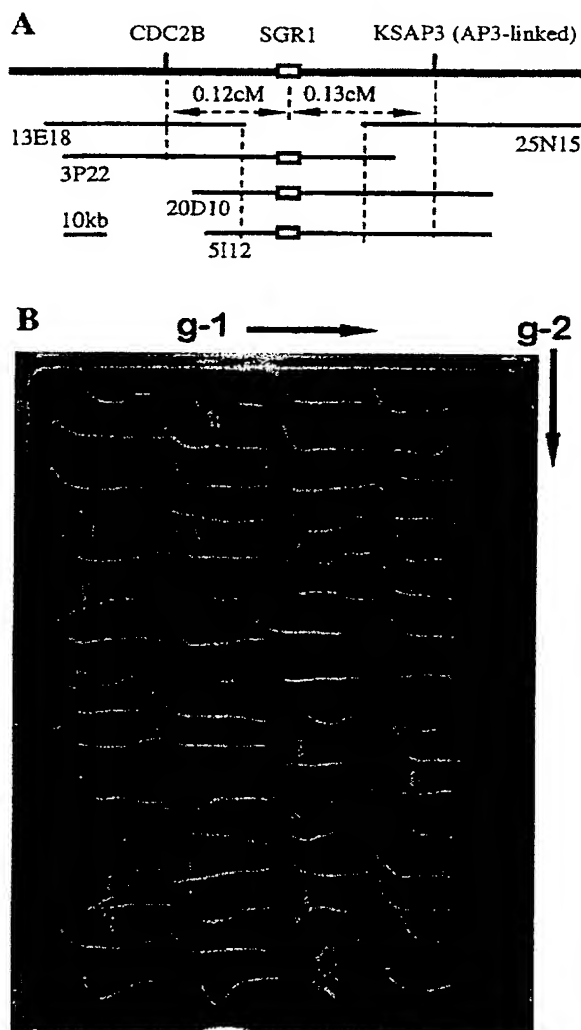 A
CDC2B SGR1 KSAP3 (AP3-linked)
0.12cM 0.13cM
13E18 25N15
3P22
20D10
10kb
5I12
B g-1 g-2